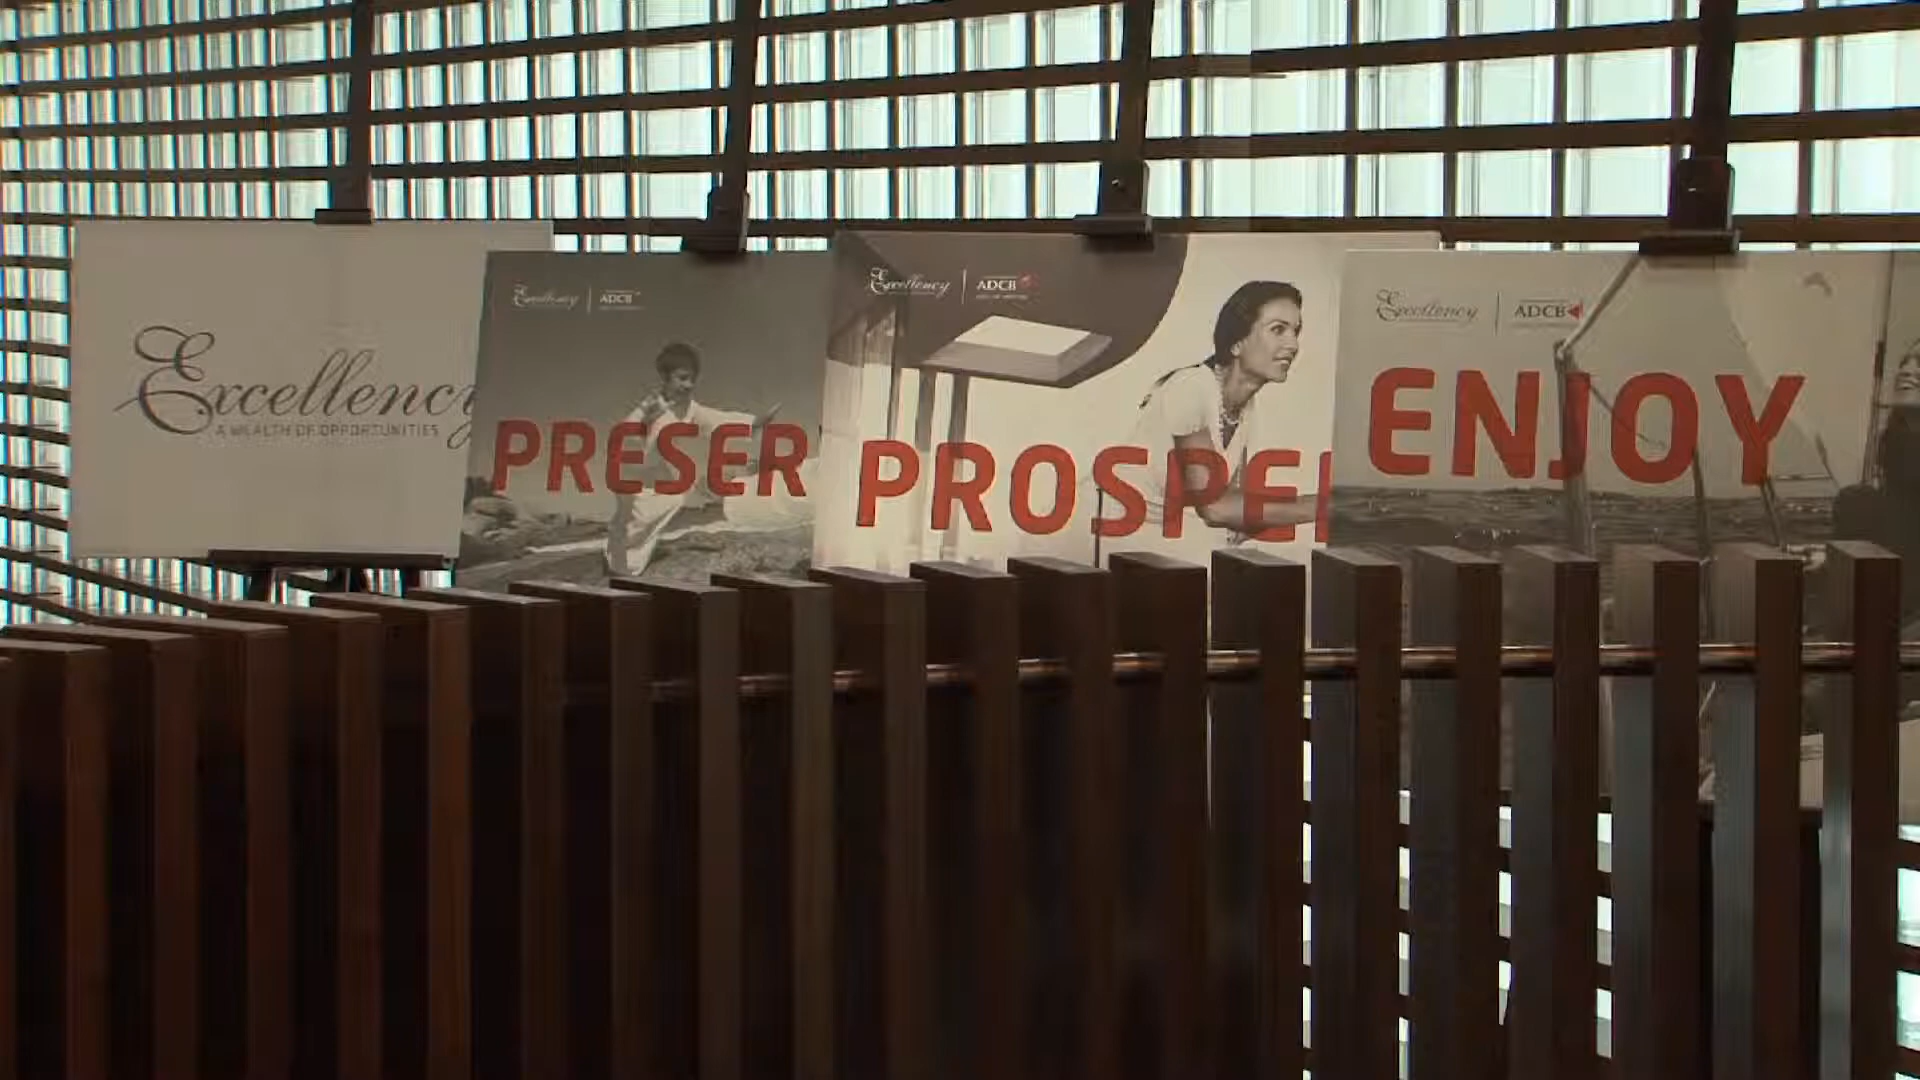 Excellency
A WEALTH OF OPPORTUNITIES
Excellency | ADCB
PRESER
Excellency | ADCB
PROSPE
Excellency | ADCB
ENJOY